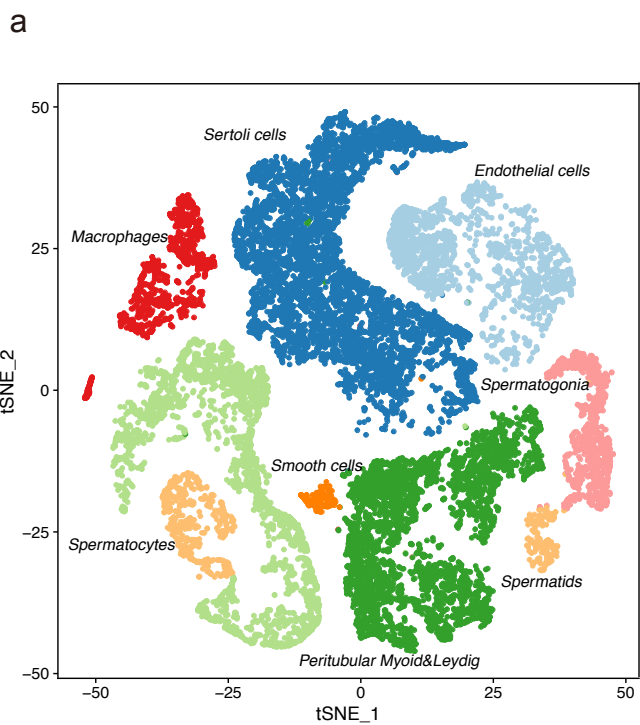 a
50
25
0
−25
−50
tSNE_2
Sertoli cells
Endothelial cells
Macrophages
Spermatogonia
Smooth cells
Spermatocytes
Spermatids
Peritubular Myoid&Leydig
−50 −25 0 25 50
tSNE_1